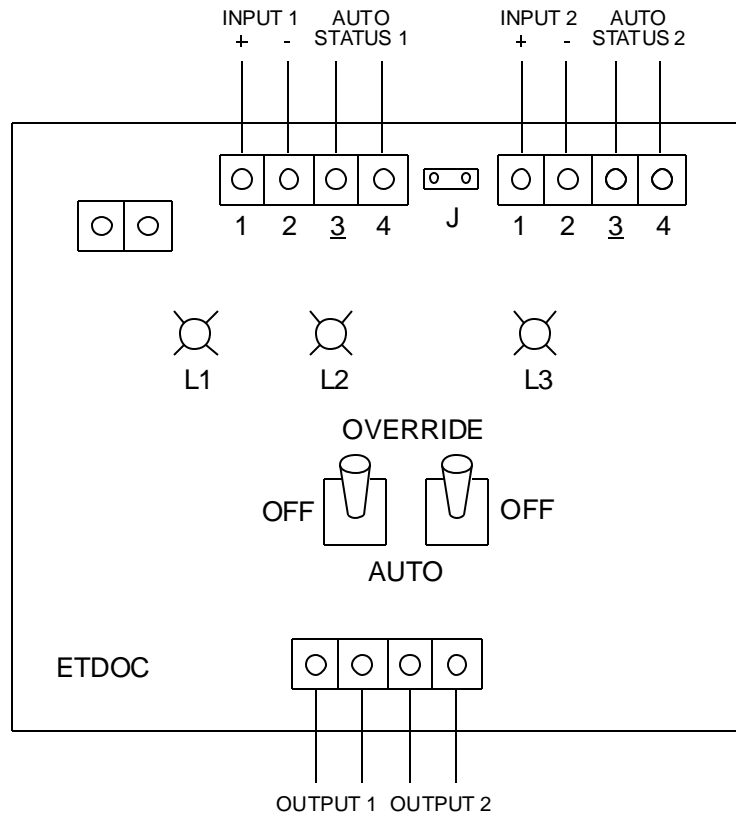 INPUT 1 AUTO INPUT 2 AUTO
+ - STATUS 1 + - STATUS 2
1 2 3 4 J 1 2 3 4
L1 L2 L3
OVERRIDE
OFF OFF
AUTO
ETDOC
OUTPUT 1 OUTPUT 2